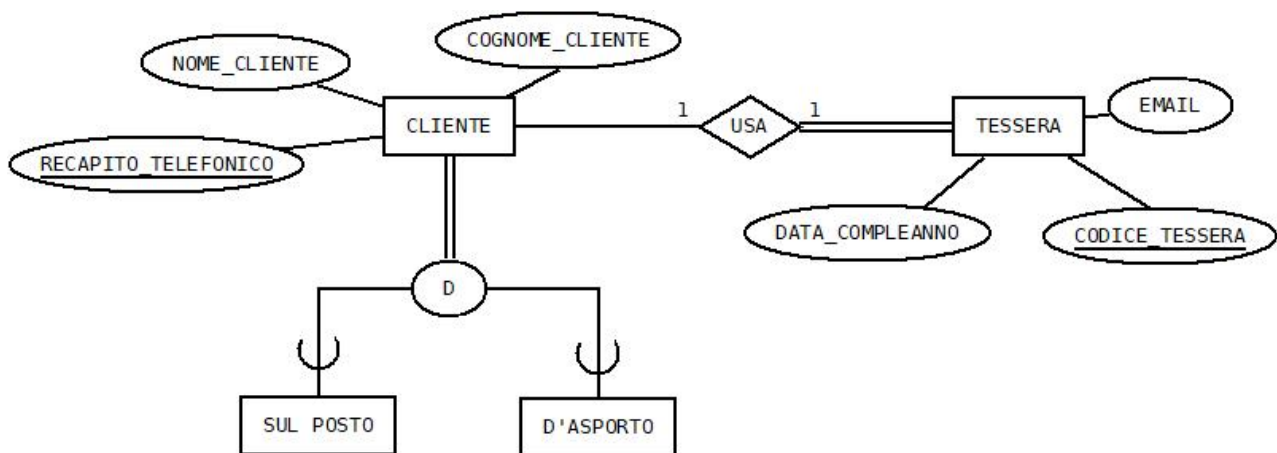 COGNOME_CLIENTE
NOME_CLIENTE
RECAPITO_TELEFONICO
CLIENTE
1
USA
1
TESSERA
EMAIL
DATA_COMPLEANNO
CODICE_TESSERA
D
SUL POSTO
D'ASPORTO